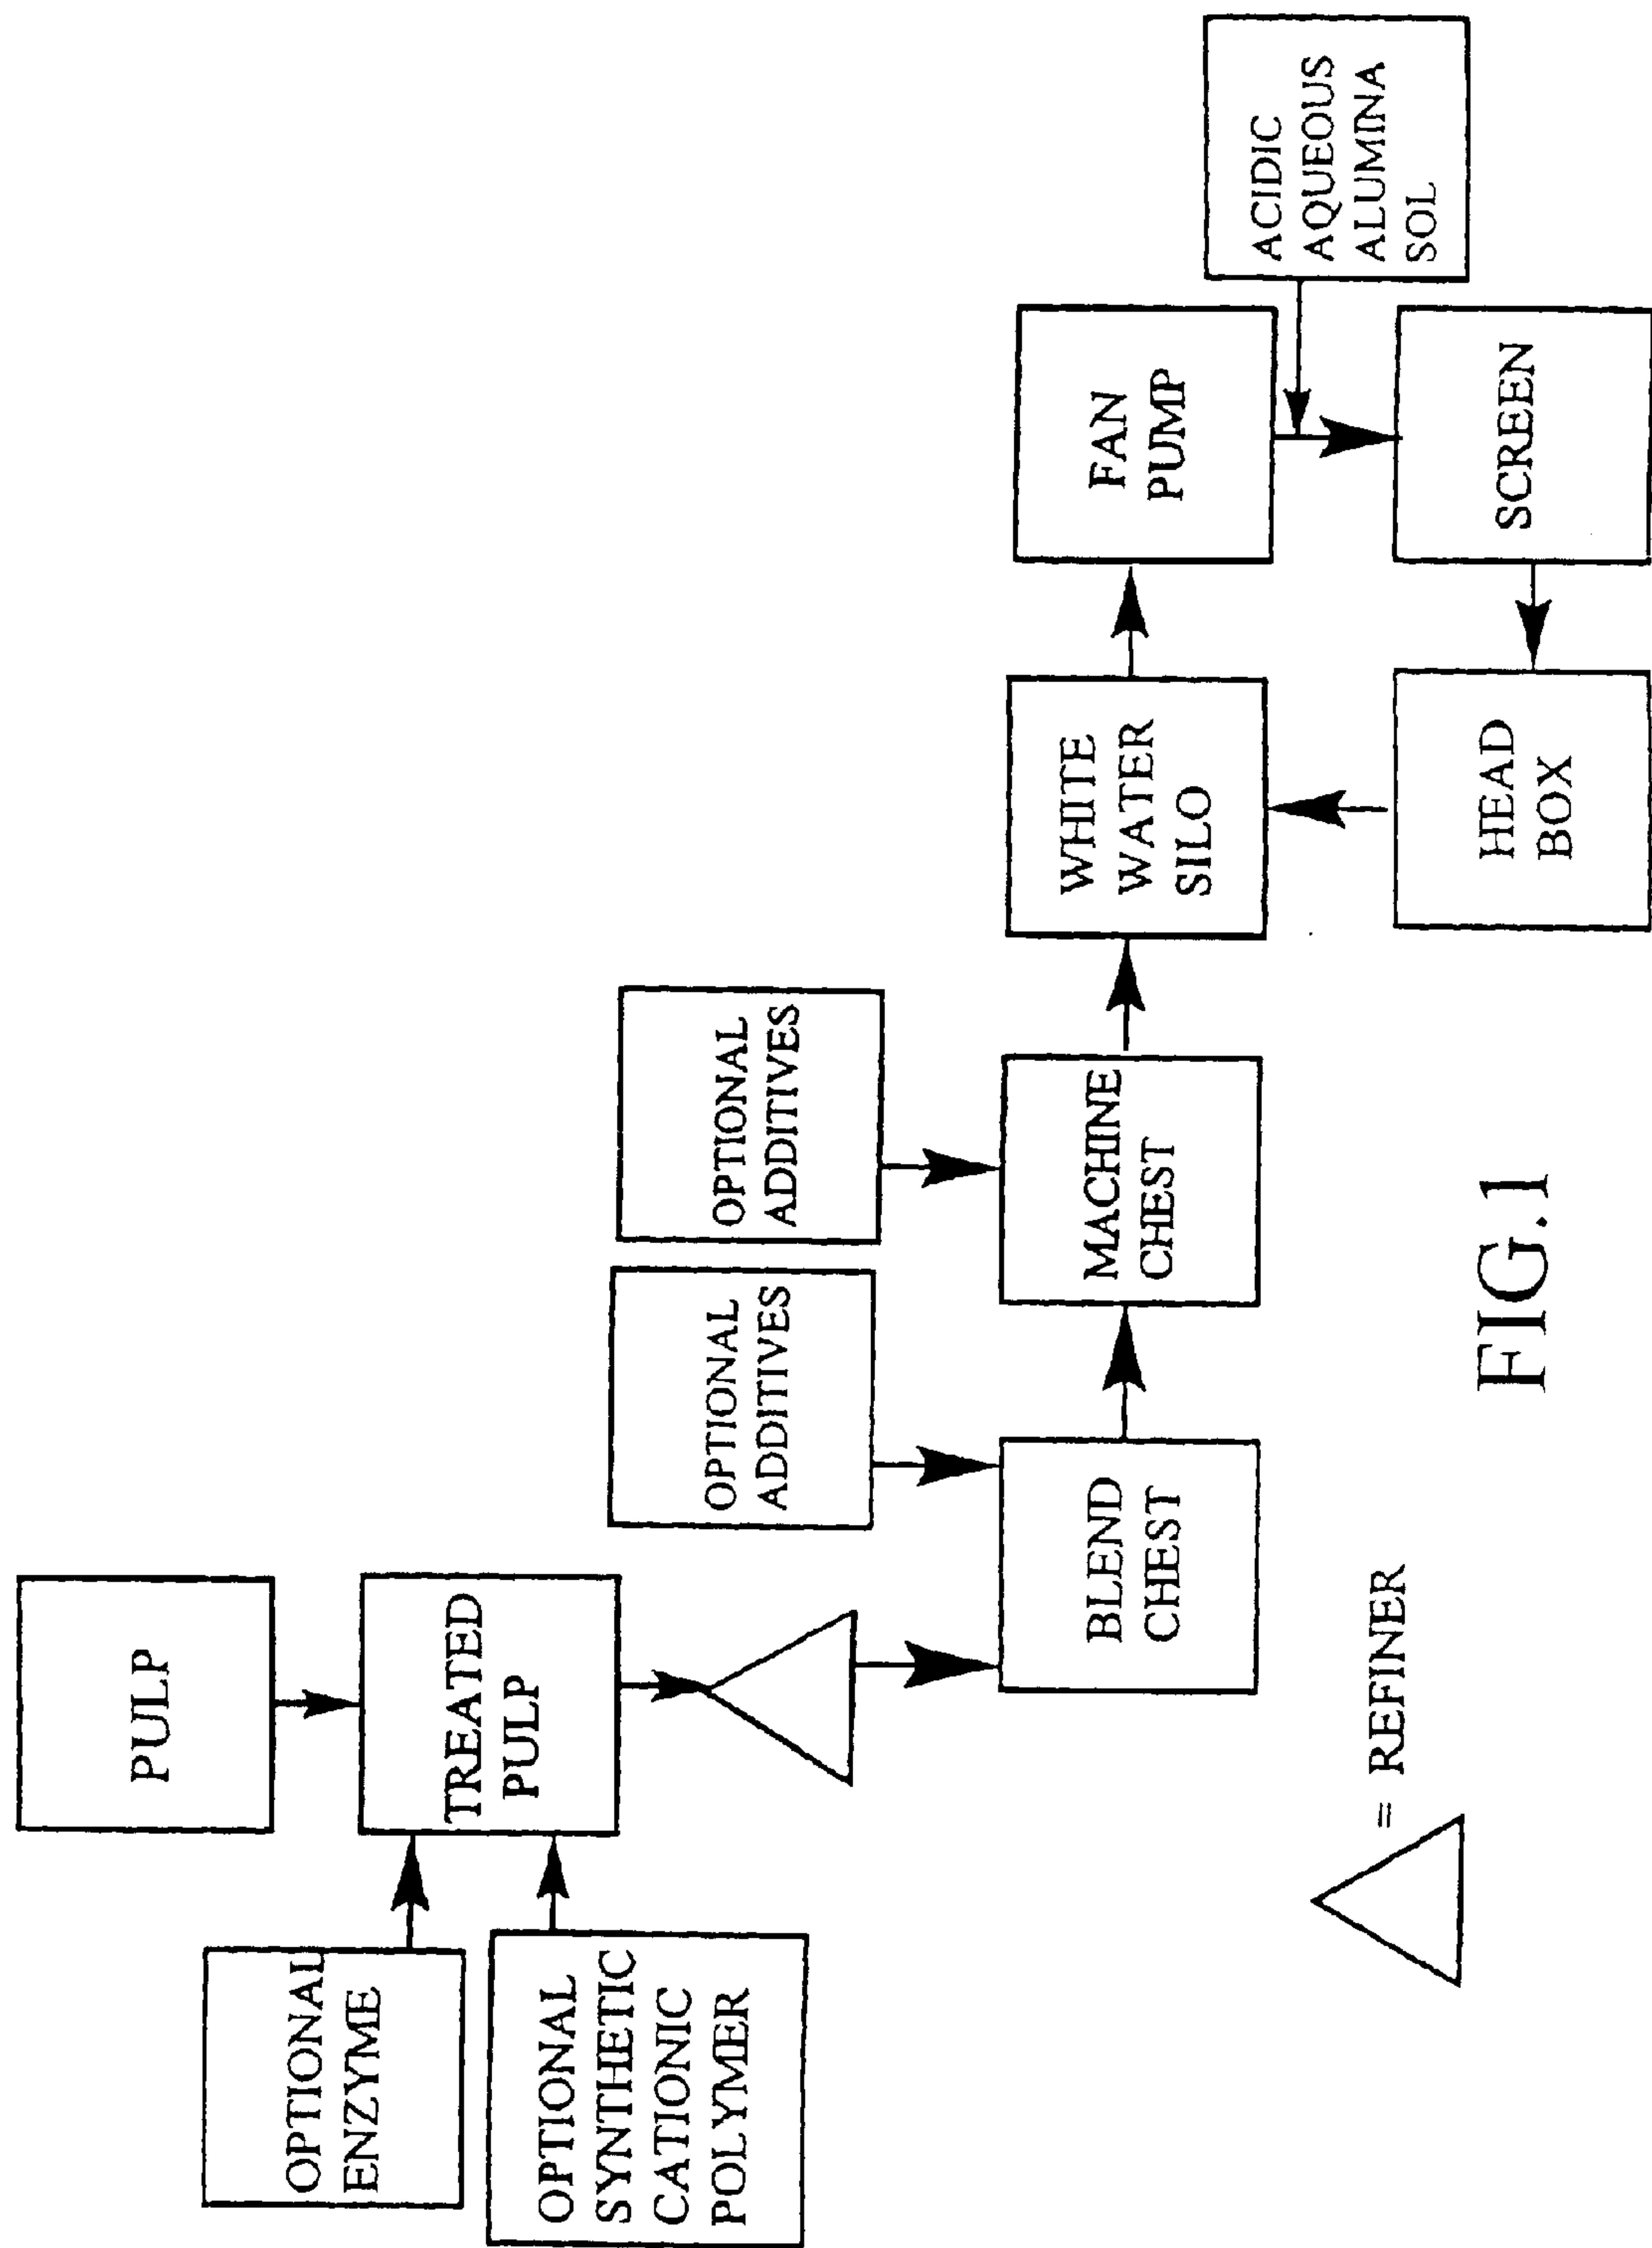 PULP
OPTIONAL
ENZYME
TREATED
PULP
OPTIONAL
SYNTHETIC
CATIONIC
POLYMER
OPTIONAL
ADDITIVES
OPTIONAL
ADDITIVES
BLEND
CHEST
MACHINE
CHEST
WHITE
WATER
SILO
FAN
PUMP
ACIDIC
AQUEOUS
ALUMINA
SOL
HEAD
BOX
SCREEN
= REFINER
FIG.1